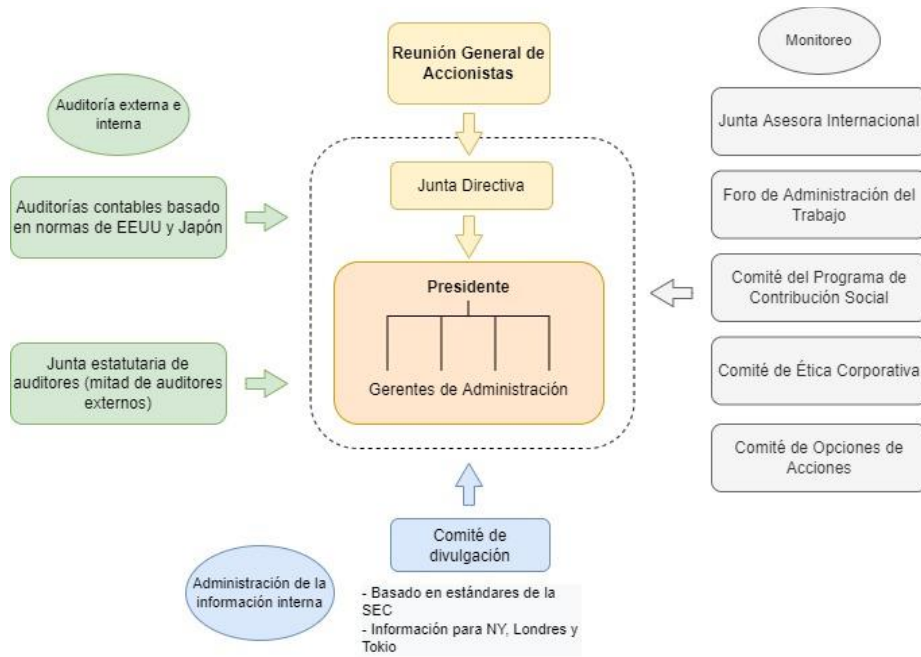 Reunión General de
Accionistas
Monitoreo
Auditoría externa e
interna
Junta Asesora Internacional
Junta Directiva
Auditorías contables basado
en normas de EEUU y Japón
Foro de Administración del
Trabajo
Presidente
Comité del Programa de
Contribución Social
Junta estatutaria de
auditores (mitad de auditores
externos)
Gerentes de Administración
Comité de Ética Corporativa
Comité de Opciones de
Acciones
Comité de
divulgación
Administración de la
información interna
- Basado en estándares de la
SEC
- Información para NY, Londres y
Tokio